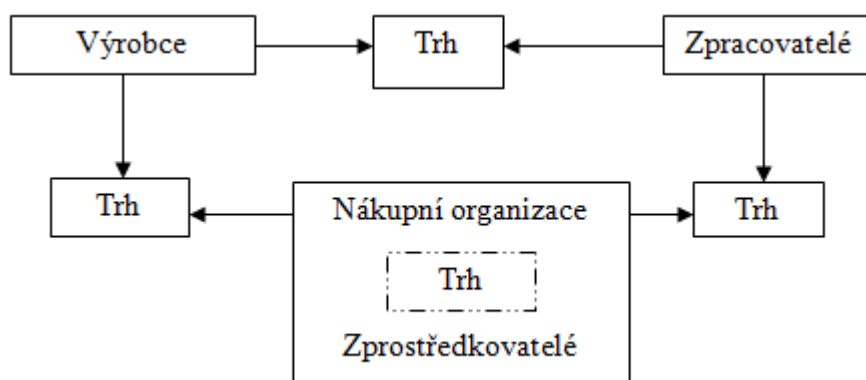 Výrobce
Trh
Zpracovatelé
Trh
Nákupní organizace
Trh
Trh
Zprostředkovatelé